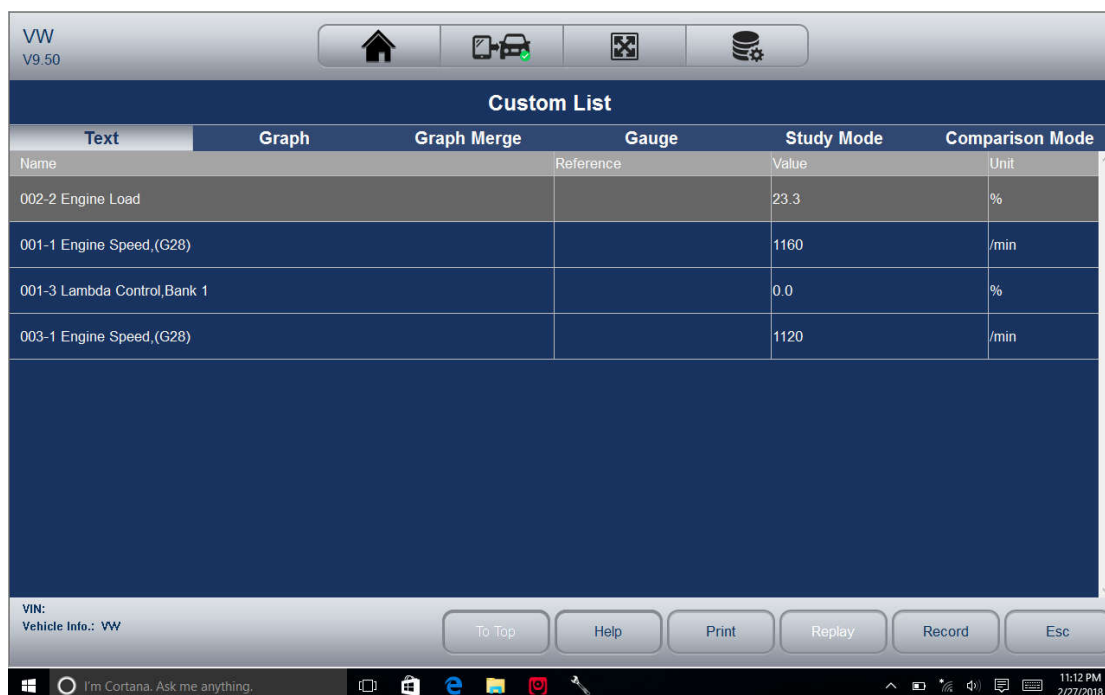 VW
V9.50
Custom List
Text Graph Graph Merge Gauge Study Mode Comparison Mode
Name Reference Value Unit
002-2 Engine Load 23.3 %
001-1 Engine Speed,(G28) 1160 /min
001-3 Lambda Control,Bank 1 0.0 %
003-1 Engine Speed,(G28) 1120 /min
VIN:
Vehicle Info.: VW
To Top Help Print Replay Record Esc
I'm Cortana. Ask me anything.
11:12 PM
2/27/2018